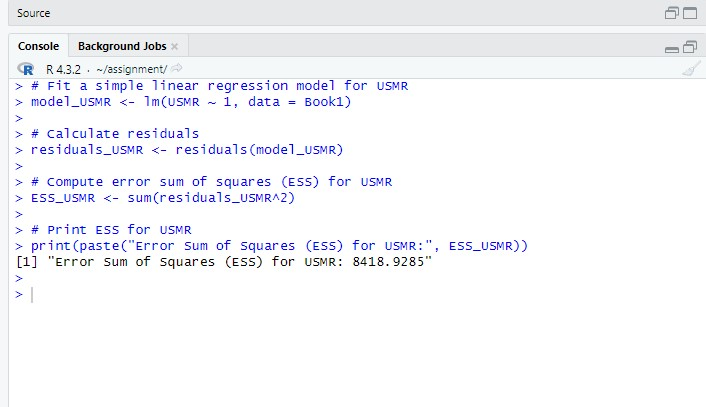 Source
Console Background Jobs
R 4.3.2 · ~/assignment/
> # Fit a simple linear regression model for USMR
> model_USMR <- lm(USMR ~ 1, data = Book1)
>
> # Calculate residuals
> residuals_USMR <- residuals(model_USMR)
>
> # Compute error sum of squares (ESS) for USMR
> ESS_USMR <- sum(residuals_USMR^2)
>
> # Print ESS for USMR
> print(paste("Error Sum of Squares (ESS) for USMR:", ESS_USMR))
[1] "Error Sum of Squares (ESS) for USMR: 8418.9285"
>
>